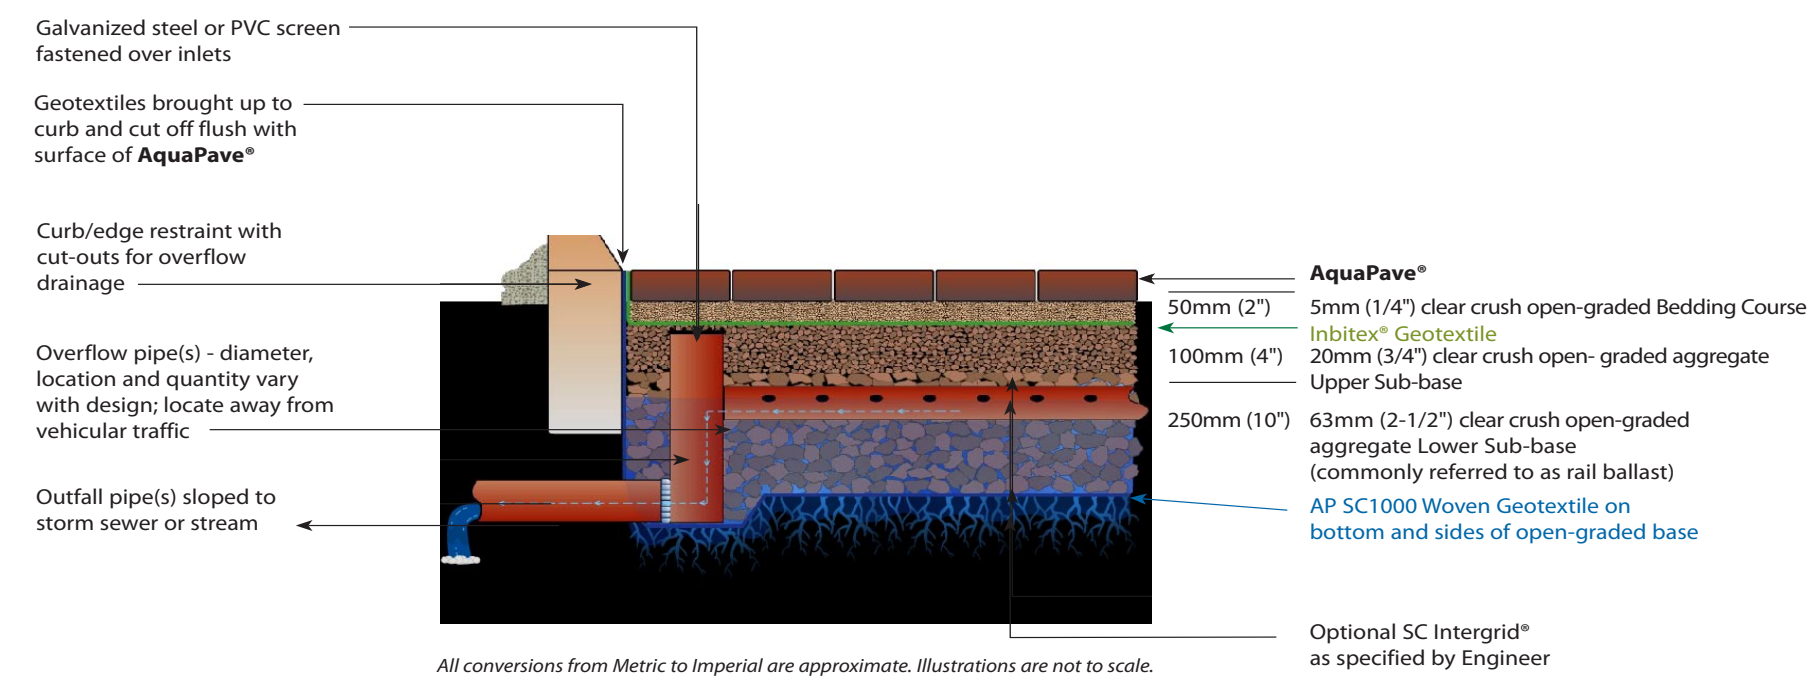 Galvanized steel or PVC screen
fastened over inlets
Geotextiles brought up to
curb and cut off flush with
surface of AquaPave®
Curb/edge restraint with
cut-outs for overflow
drainage
Overflow pipe(s) - diameter,
location and quantity vary
with design; locate away from
vehicular traffic
Outfall pipe(s) sloped to
storm sewer or stream
AquaPave®
50mm (2") 5mm (1/4") clear crush open-graded Bedding Course
Inbitex® Geotextile
100mm (4") 20mm (3/4") clear crush open- graded aggregate
Upper Sub-base
250mm (10") 63mm (2-1/2") clear crush open-graded
aggregate Lower Sub-base
(commonly referred to as rail ballast)
AP SC1000 Woven Geotextile on
bottom and sides of open-graded base
Optional SC Intergrid®
as specified by Engineer
All conversions from Metric to Imperial are approximate. Illustrations are not to scale.